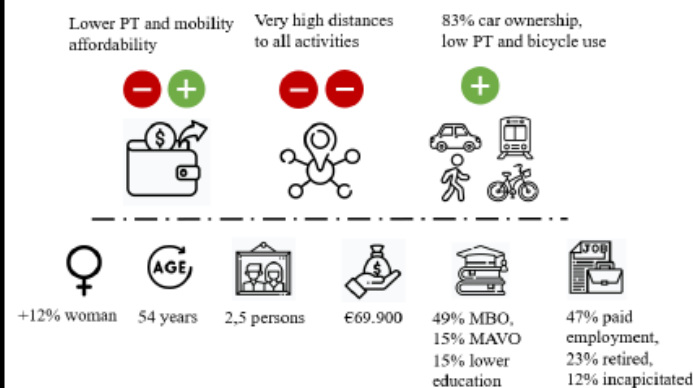 Lower PT and mobility
affordability
Very high distances
to all activities
83% car ownership,
low PT and bicycle use
$
AGE
$
JOB
+12% woman
54 years
2,5 persons
€69.900
49% MBO,
15% MAVO
15% lower
education
47% paid
employment,
23% retired,
12% incapicitated